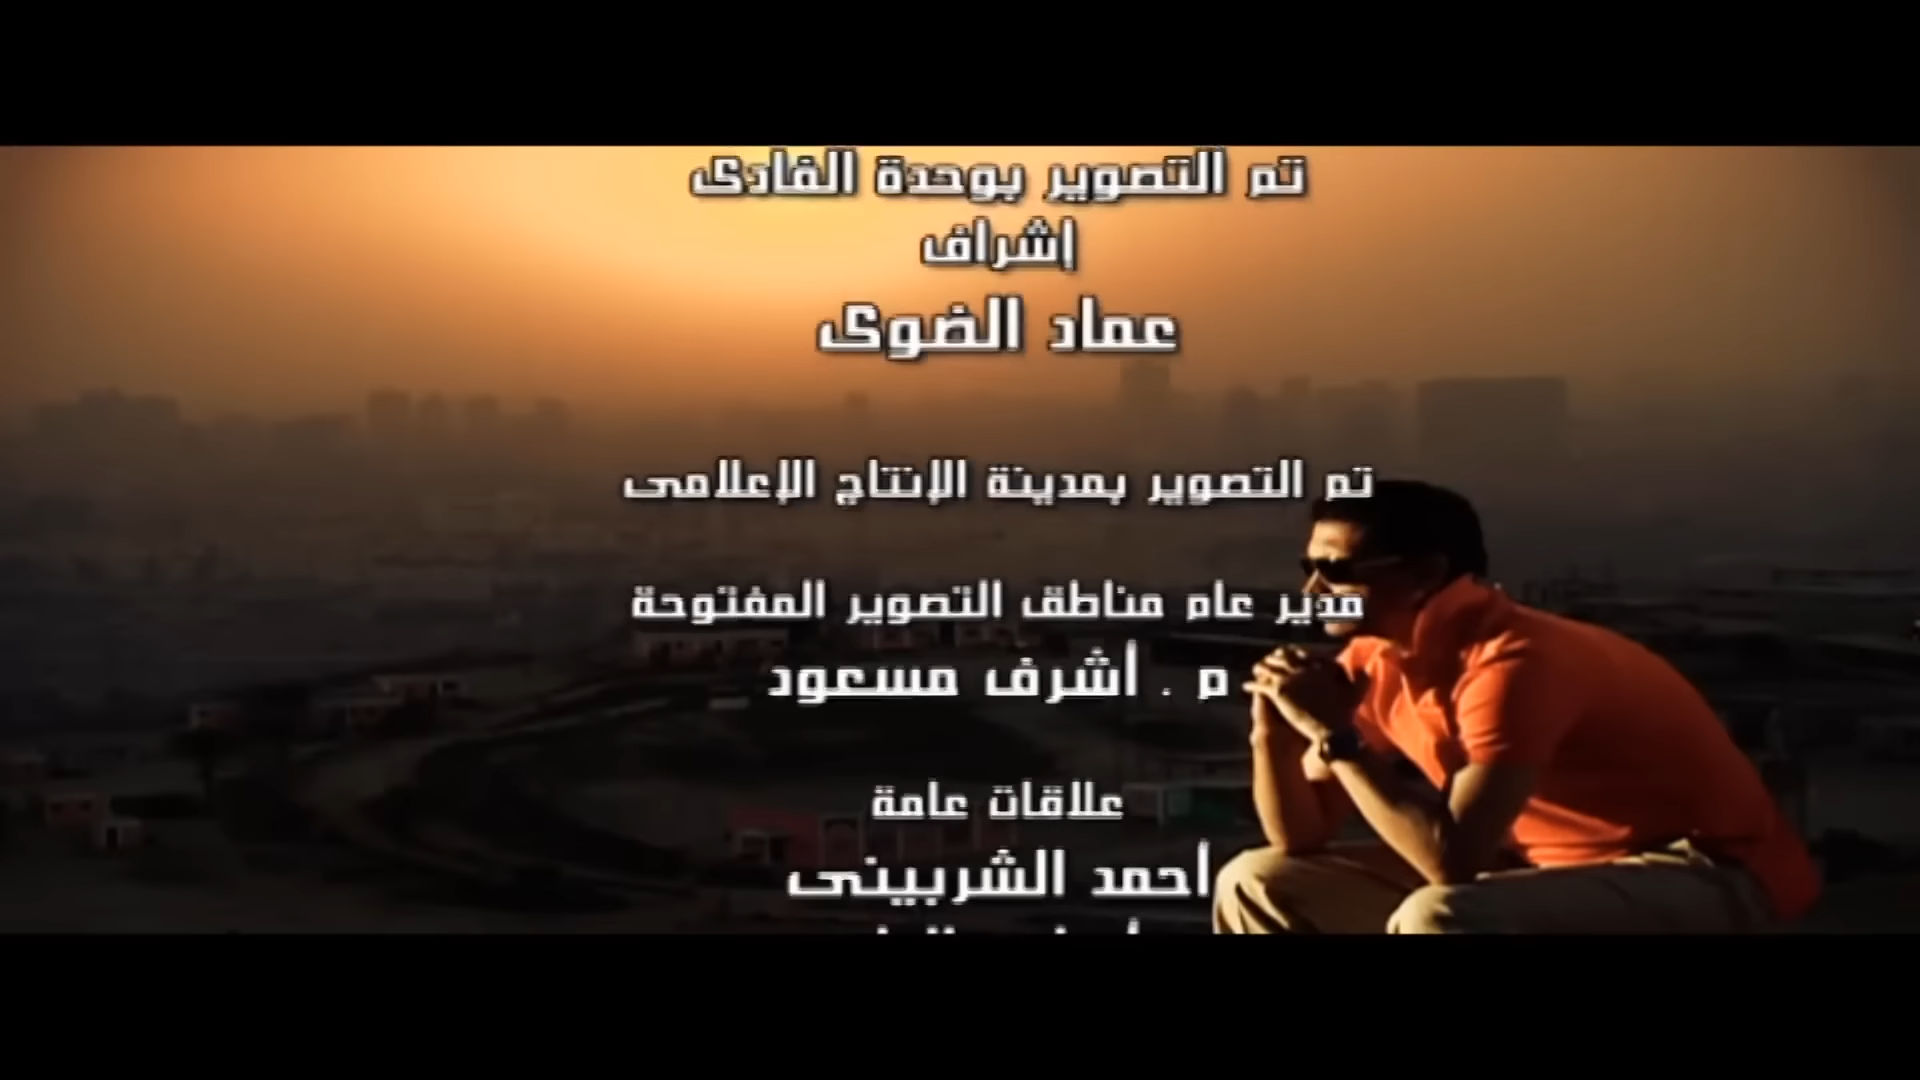 تم التصوير بوحدة الفادى
إشراف
عماد الضوى
تم التصوير بمدينة الإنتاج الإعلامى
مدير عام مناطق التصوير المفتوحة
م . أشرف مسعود
علاقات عامة
أحمد الشربينى